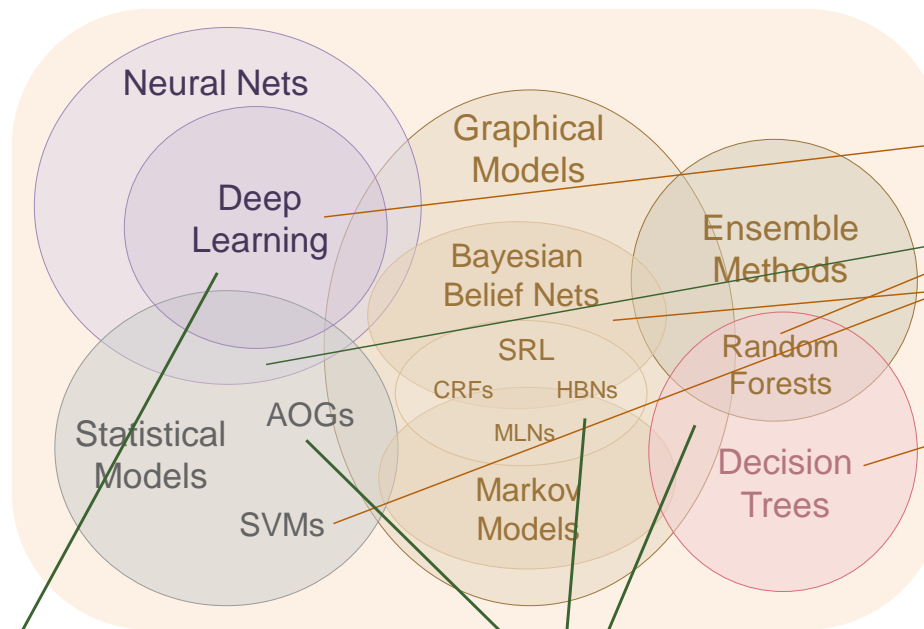 Neural Nets
Deep
Learning
Graphical
Models
Ensemble
Methods
Bayesian
Belief Nets
SRL
CRFs
HBNs
MLNs
Random
Forests
AOGs
Statistical
Models
SVMs
Markov
Models
Decision
Trees